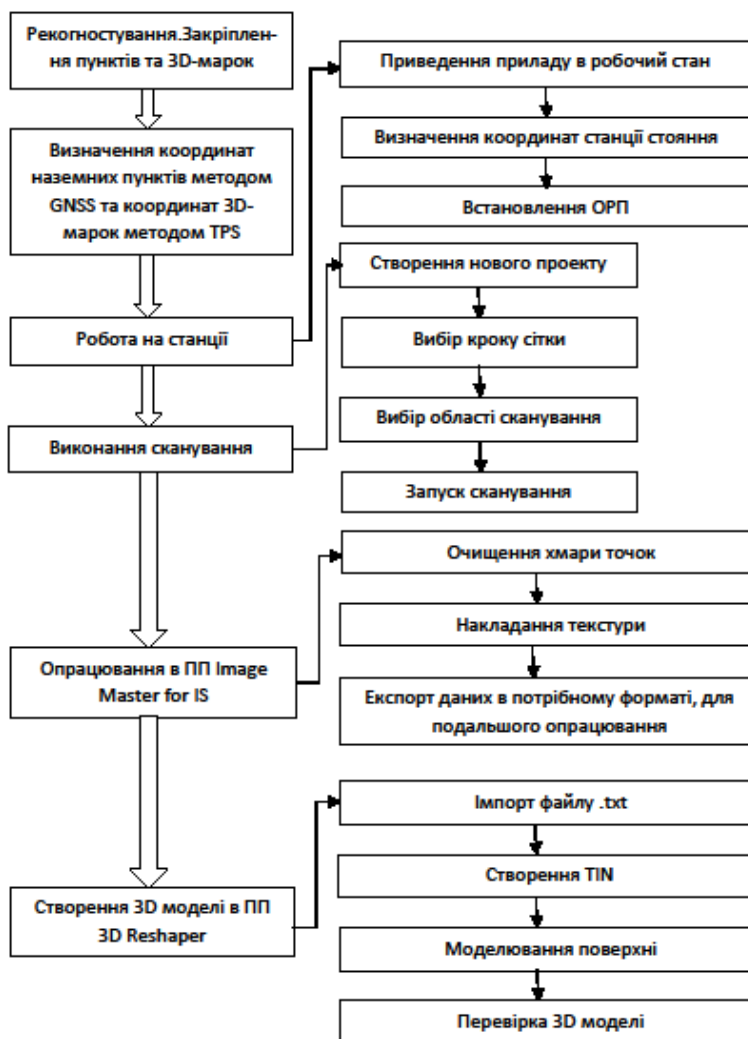 Рекогностування.Закріплен-
ня пунктів та 3D-марок
Визначення координат
наземних пунктів методом
GNSS та координат 3D-
марок методом TPS
Робота на станції
Приведення приладу в робочий стан
Визначення координат станції стояння
Встановлення ОРП
Виконання сканування
Створення нового проекту
Вибір кроку сітки
Вибір області сканування
Запуск сканування
Опрацювання в ПП Image
Master for IS
Очищення хмари точок
Накладання текстури
Експорт даних в потрібному форматі, для
подальшого опрацювання
Створення 3D моделі в ПП
3D Reshaper
Імпорт файлу .txt
Створення TIN
Моделювання поверхні
Перевірка 3D моделі